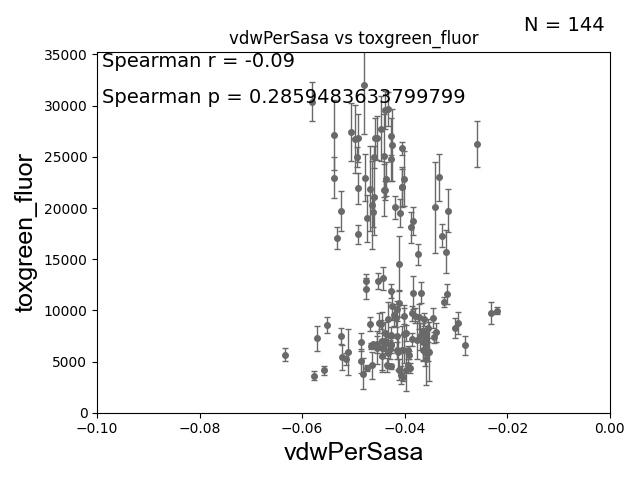 N = 144
vdwPerSasa vs toxgreen_fluor
Spearman r = -0.09
Spearman p = 0.2859483633799799
toxgreen_fluor
35000
30000
25000
20000
15000
10000
5000
0
−0.10
−0.08
−0.06
−0.04
−0.02
0.00
vdwPerSasa